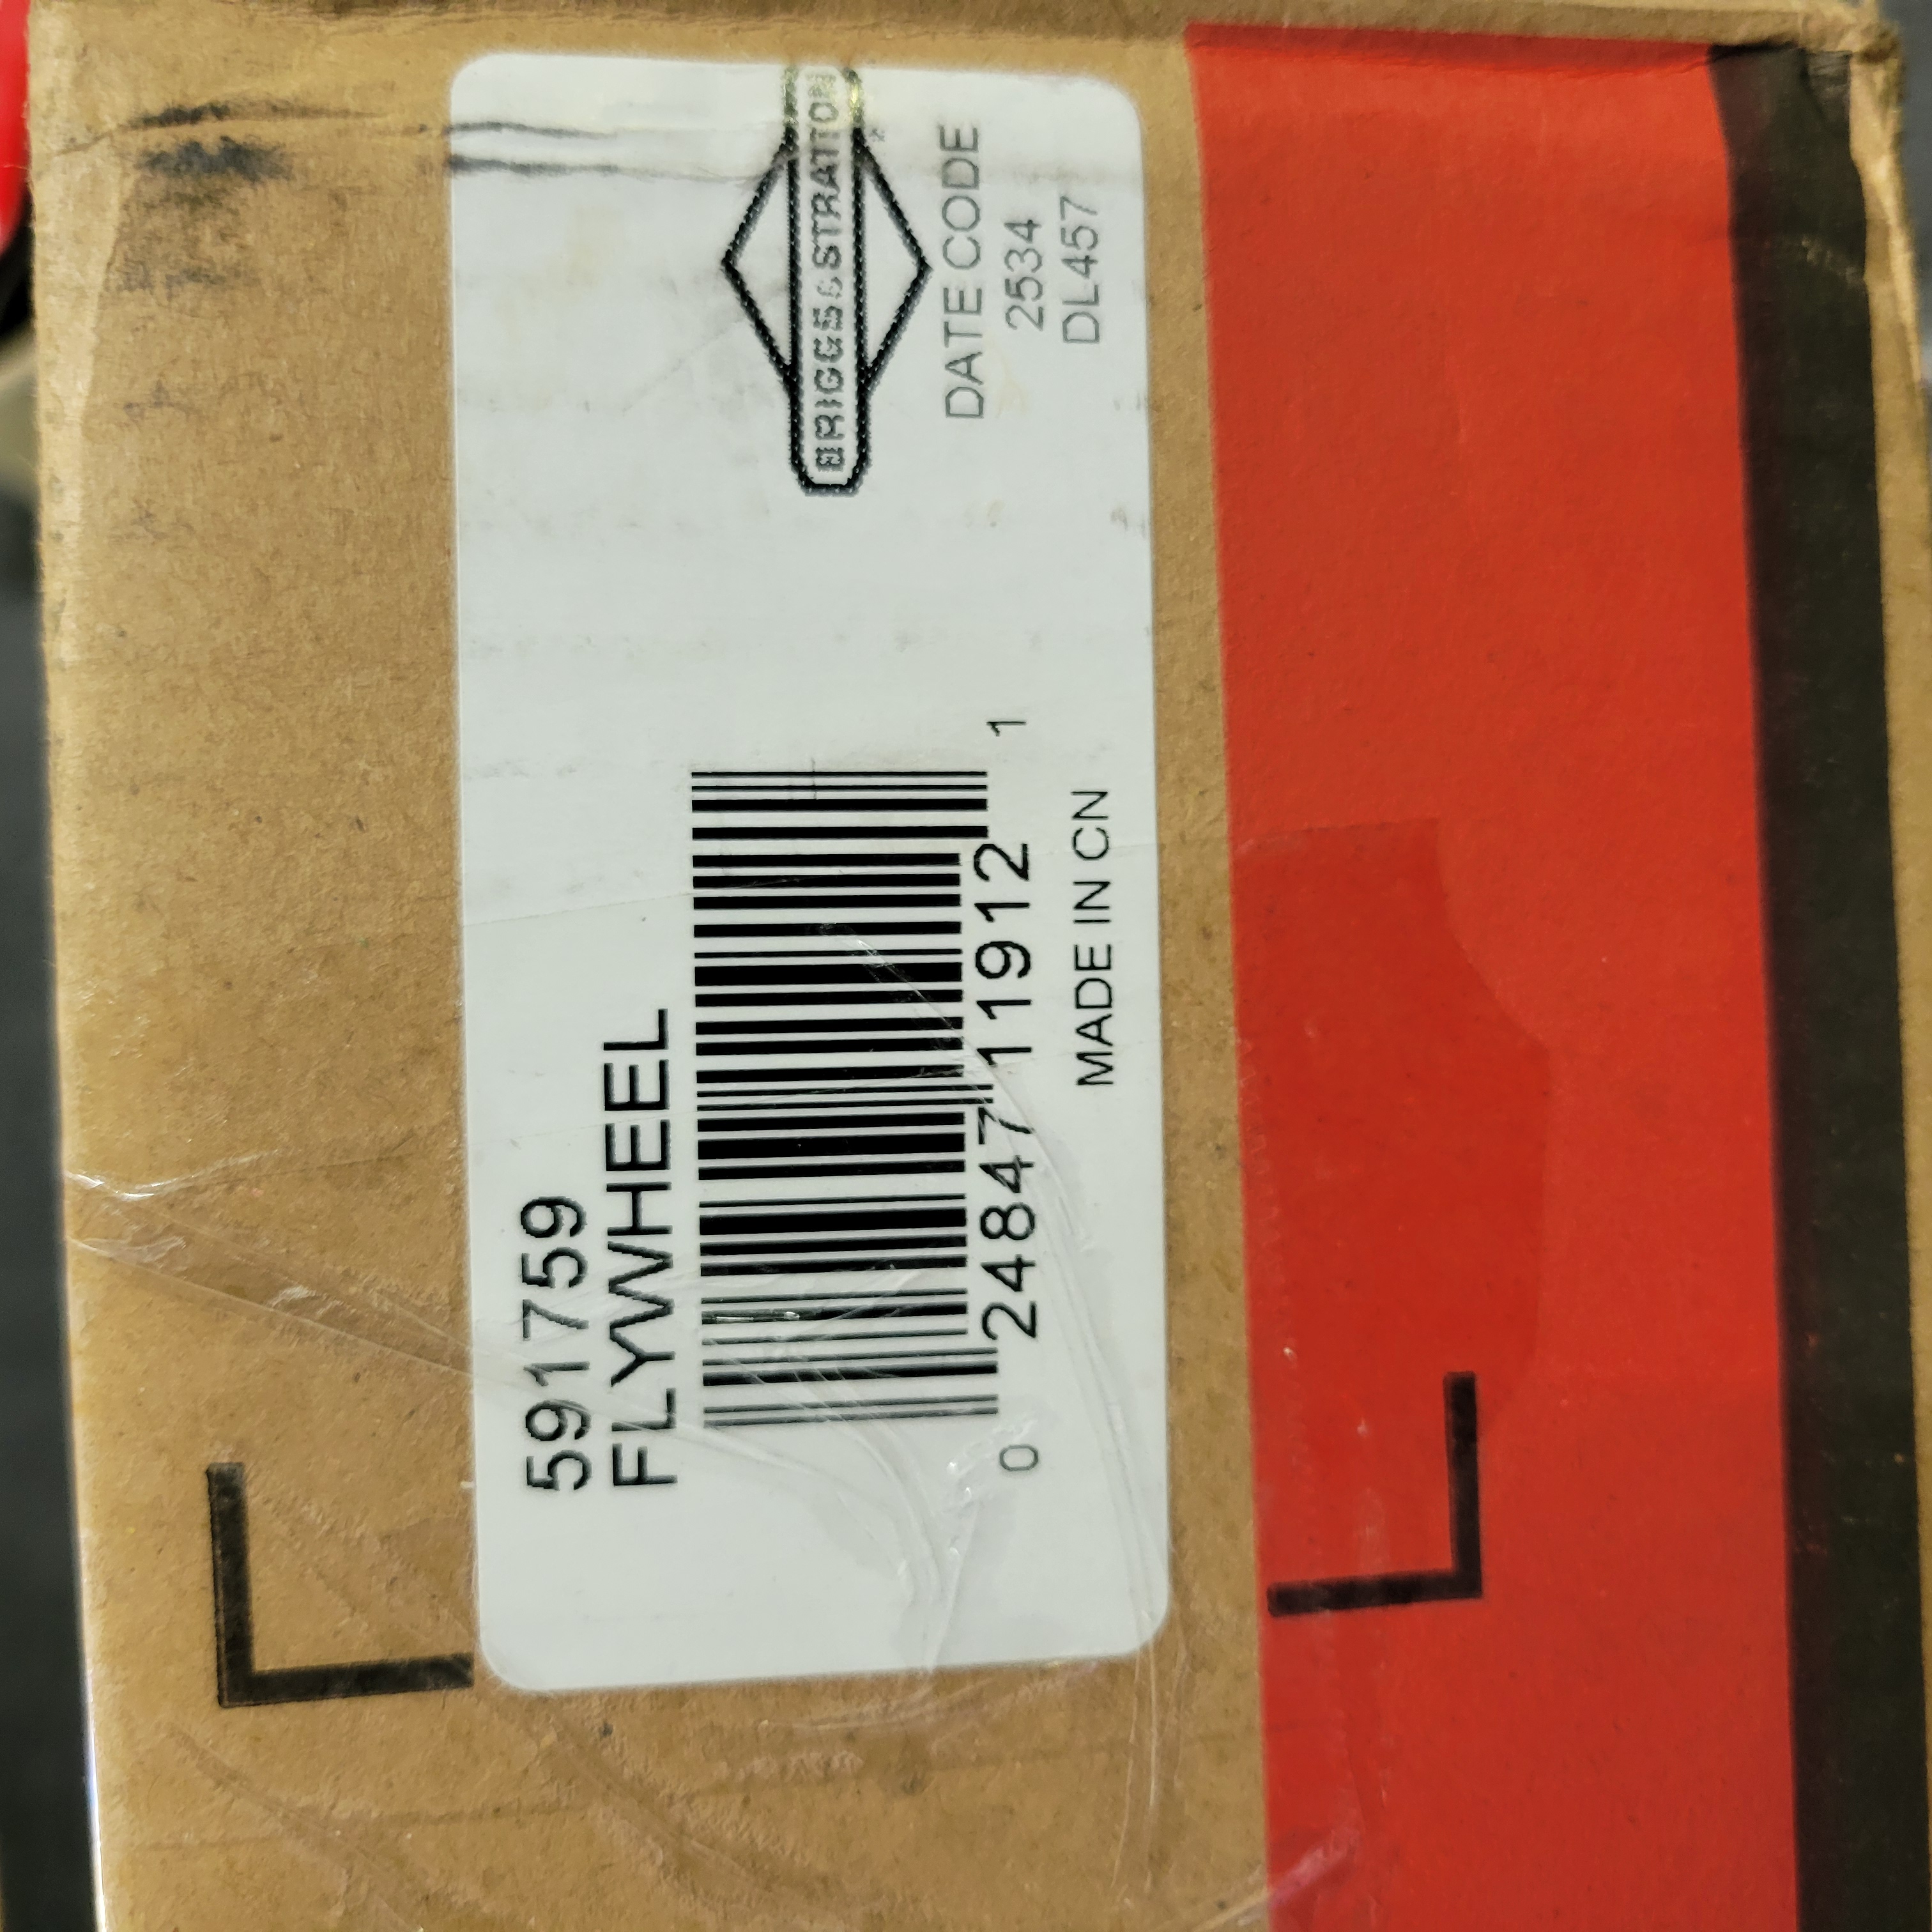 591759
FLYWHEEL
0 24847 11912 1
MADE IN CN
BRIGGS & STRATTON
DATE CODE
2534
DL457